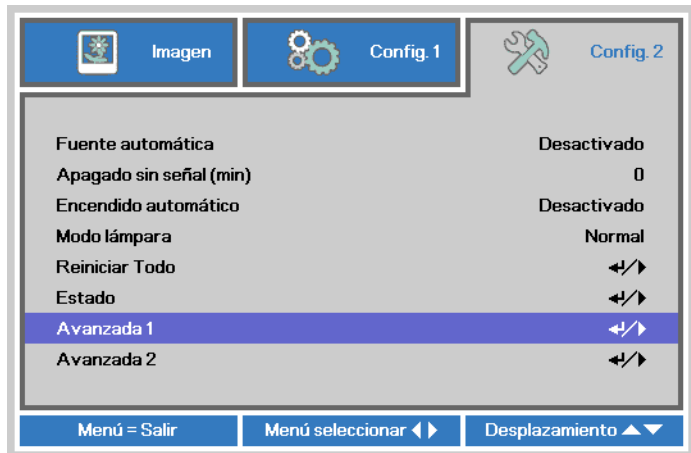 Imagen Config. 1 Config. 2
Fuente automática Desactivado
Apagado sin señal (min) 0
Encendido automático Desactivado
Modo lámpara Normal
Reiniciar Todo
Estado
Avanzada 1
Avanzada 2
Menú = Salir Menú seleccionar Desplazamiento